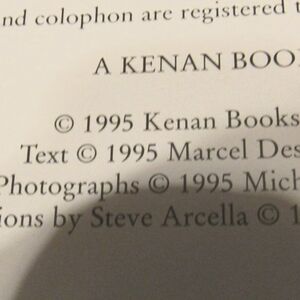 nd colophon are registered t
A KENAN BOO
© 1995 Kenan Books
Text © 1995 Marcel Des
Photographs © 1995 Mich
ions by Steve Arcella © 1